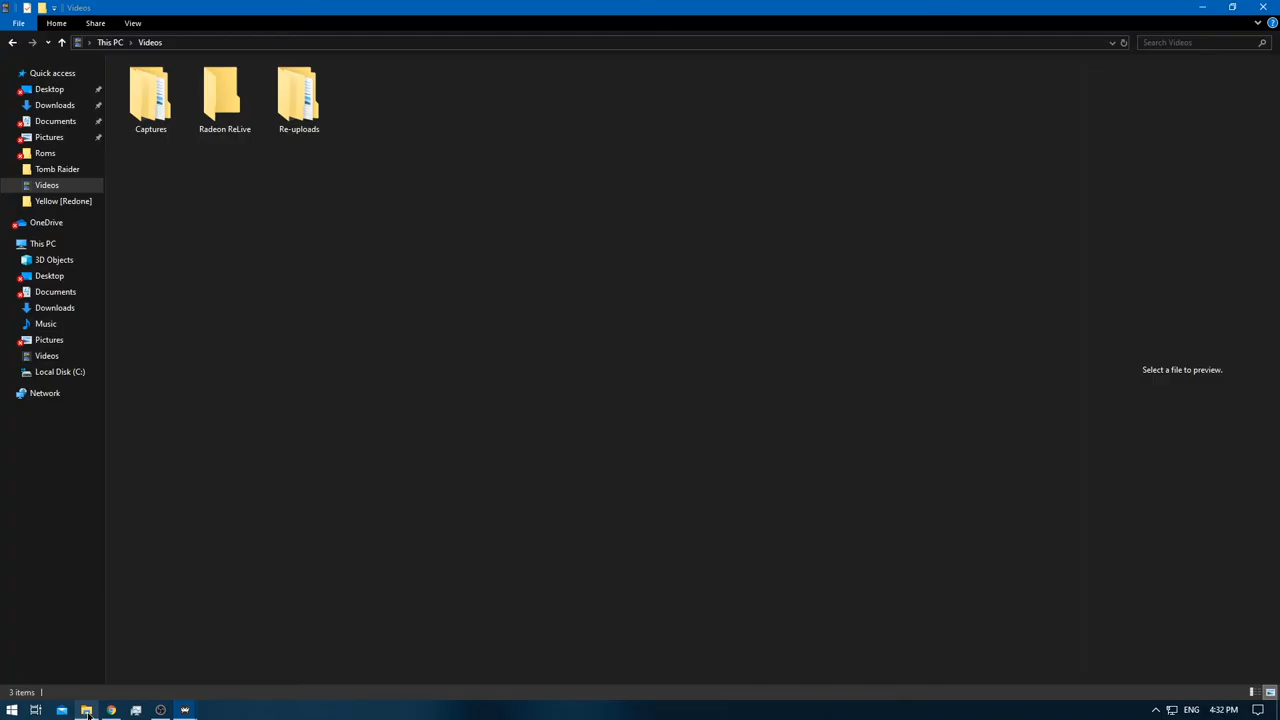 Videos
File Home Share View
This PC Videos Search Videos
Quick access
Desktop
Downloads
Documents
Pictures
Roms
Tomb Raider
Videos
Yellow [Redone]
OneDrive
This PC
3D Objects
Desktop
Documents
Downloads
Music
Pictures
Videos
Local Disk (C:)
Network
Captures Radeon ReLive Re-uploads
Select a file to preview.
3 items
ENG 4:32 PM